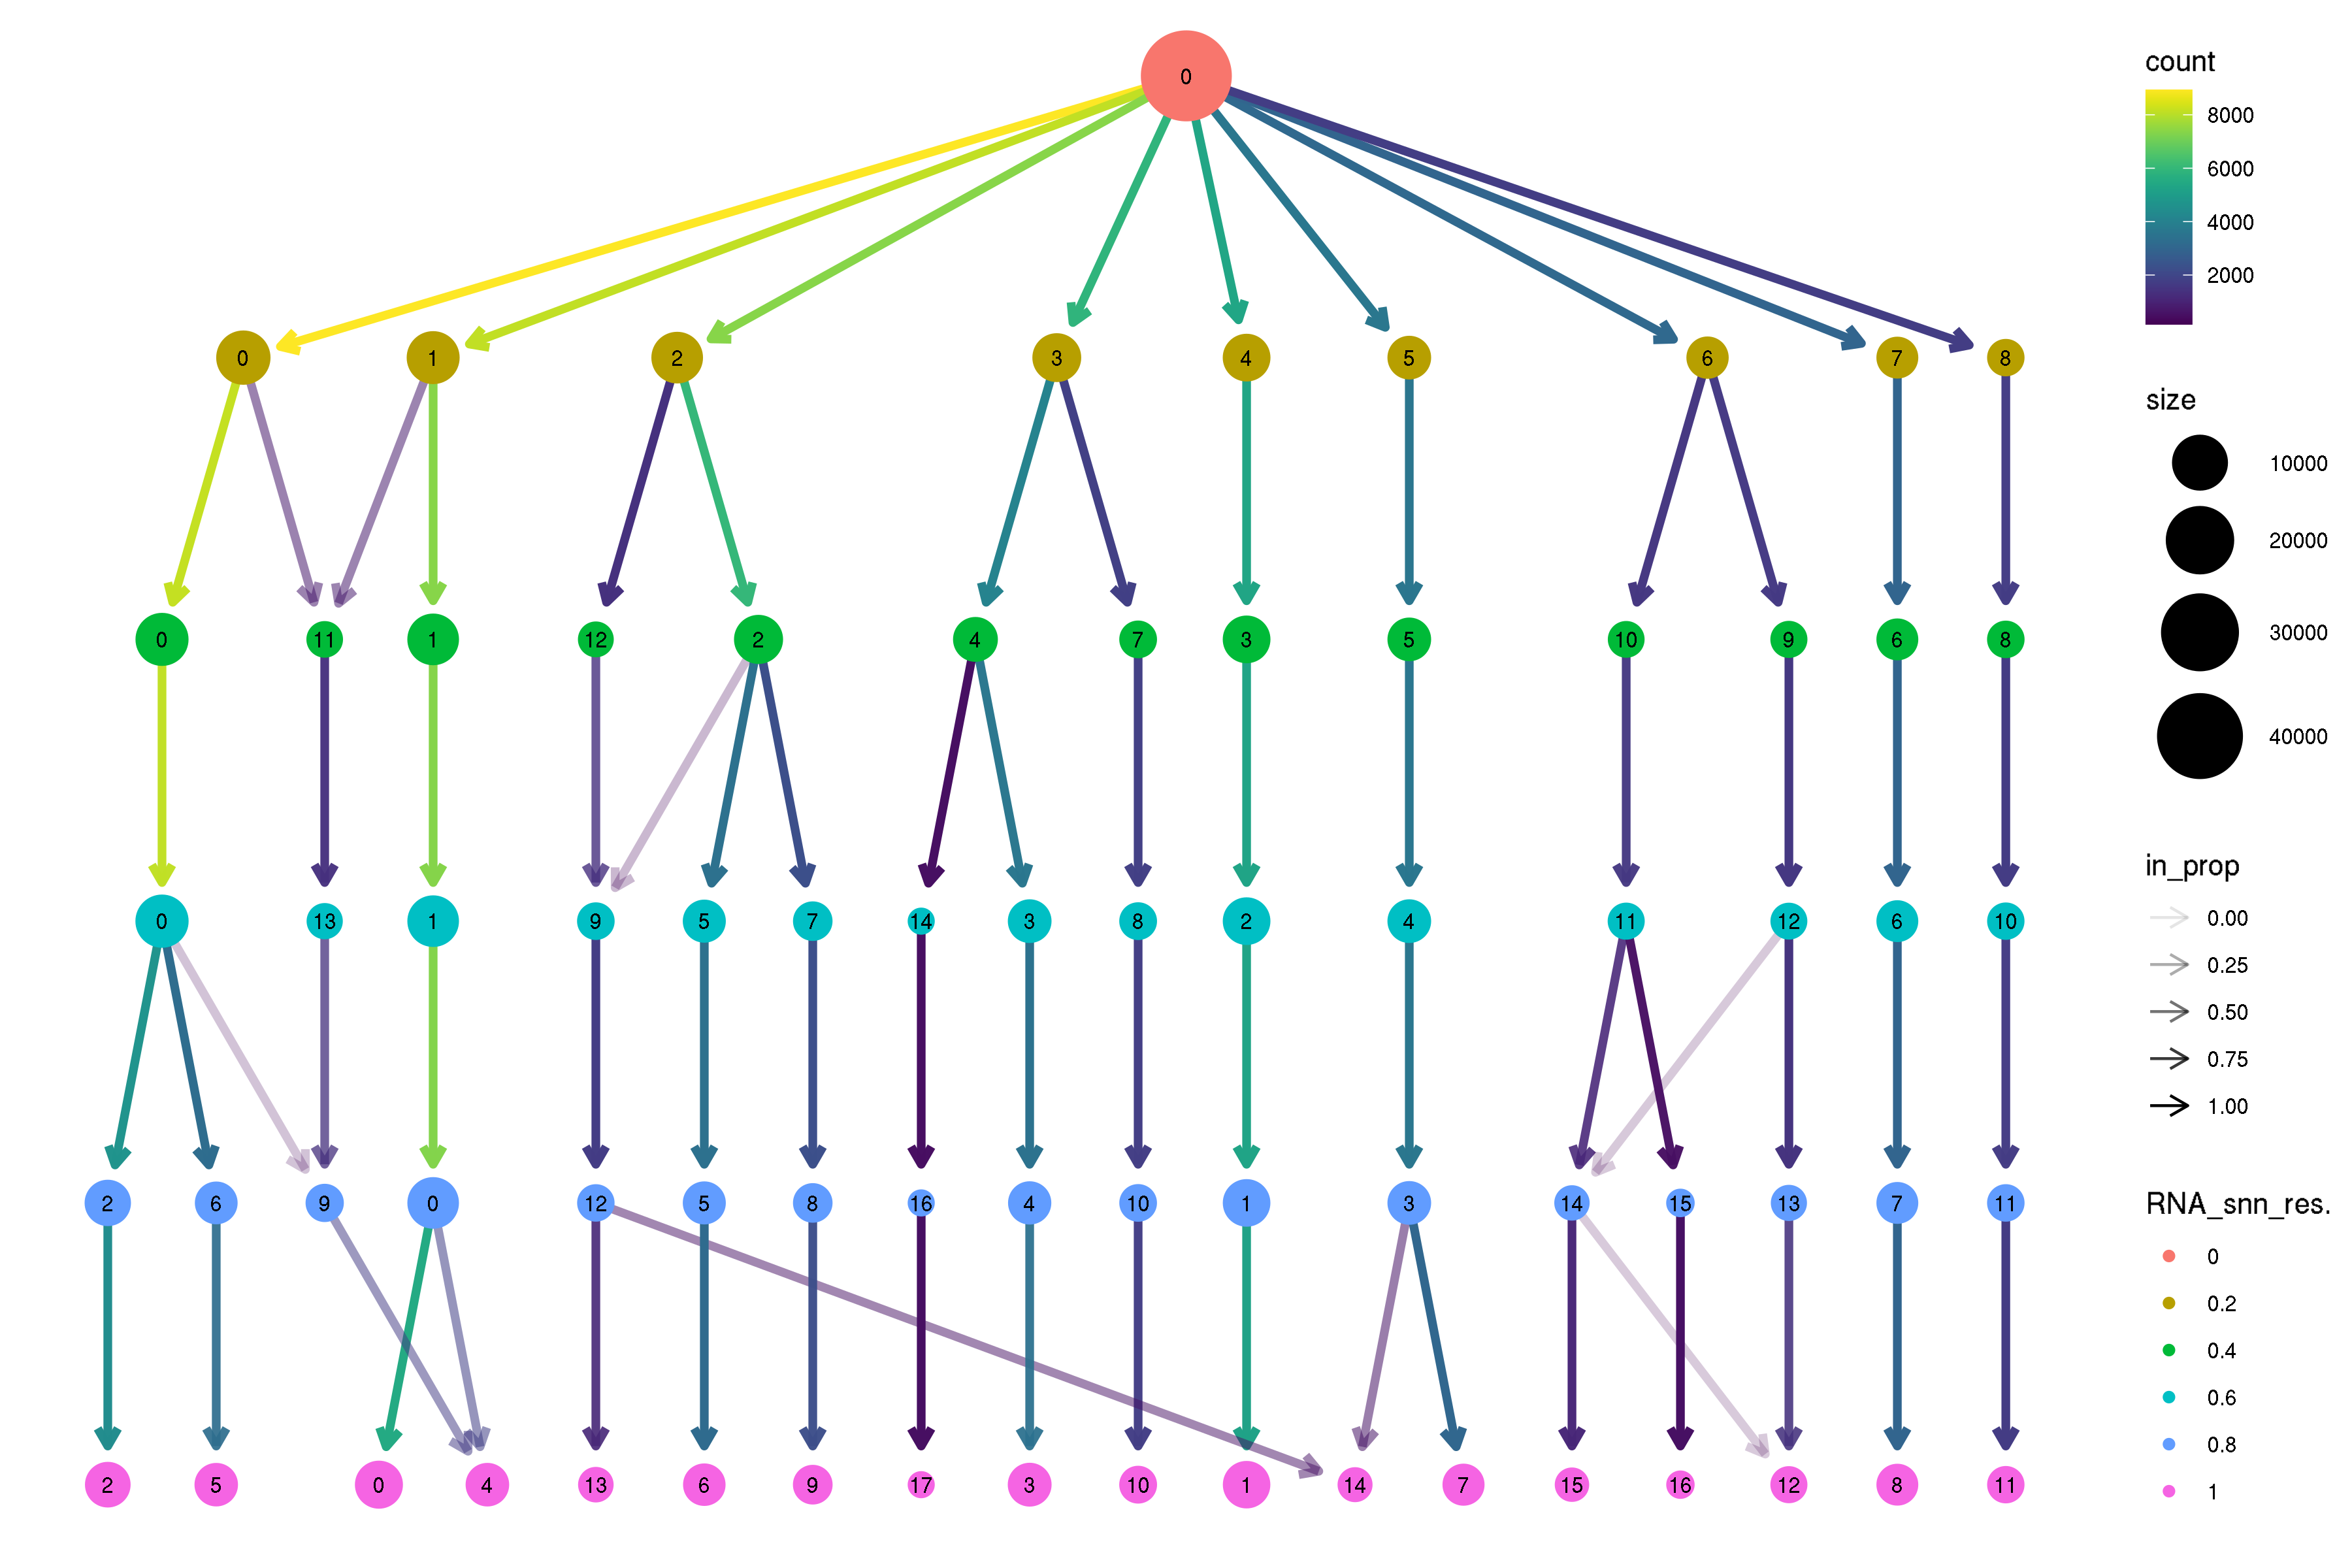 0
0 1 2 3 4 5 6 7 8
0 11 1 12 2 4 7 3 5 10 9 6 8
0 13 1 9 5 7 14 3 8 2 4 11 12 6 10
2 6 9 0 12 5 8 16 4 10 1 3 14 15 13 7 11
2 5 0 4 13 6 9 17 3 10 1 14 7 15 16 12 8 11
count
8000
6000
4000
2000
size
10000
20000
30000
40000
in_prop
0.00
0.25
0.50
0.75
1.00
RNA_snn_res.
0
0.2
0.4
0.6
0.8
1